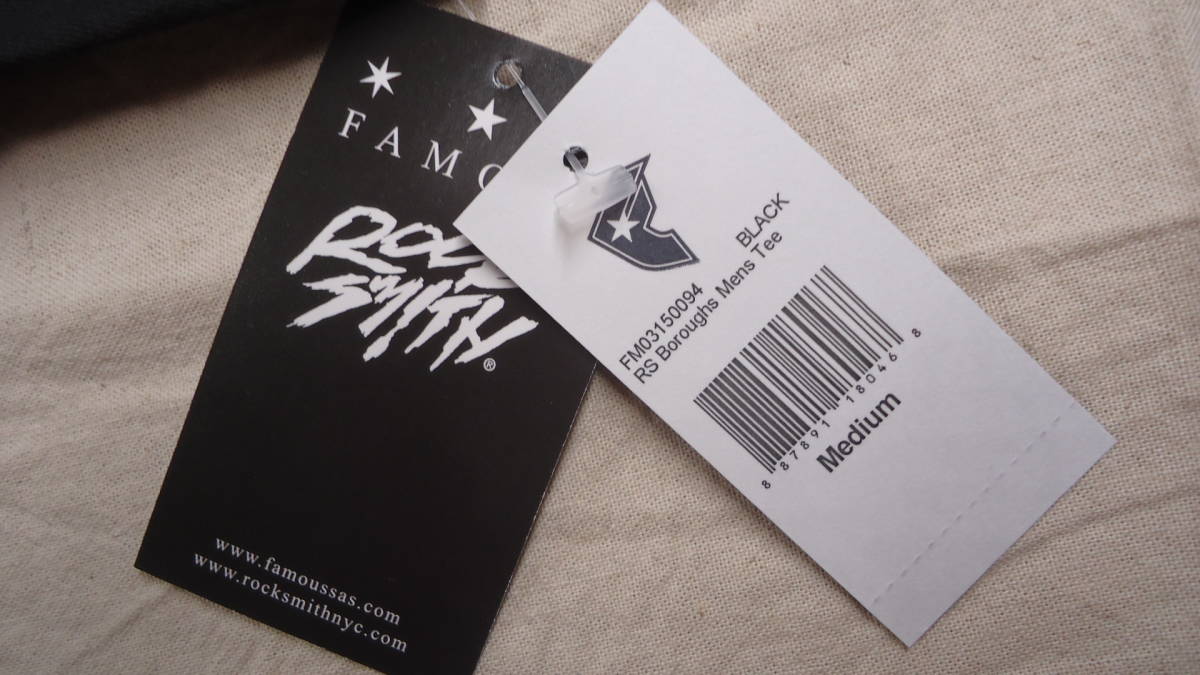 FAMO
ROCK
SMITH®
www.famoussas.com
www.rocksmithnyc.com
FM03150094 BLACK
RS Boroughs Mens Tee
8 87891 18046 8
Medium